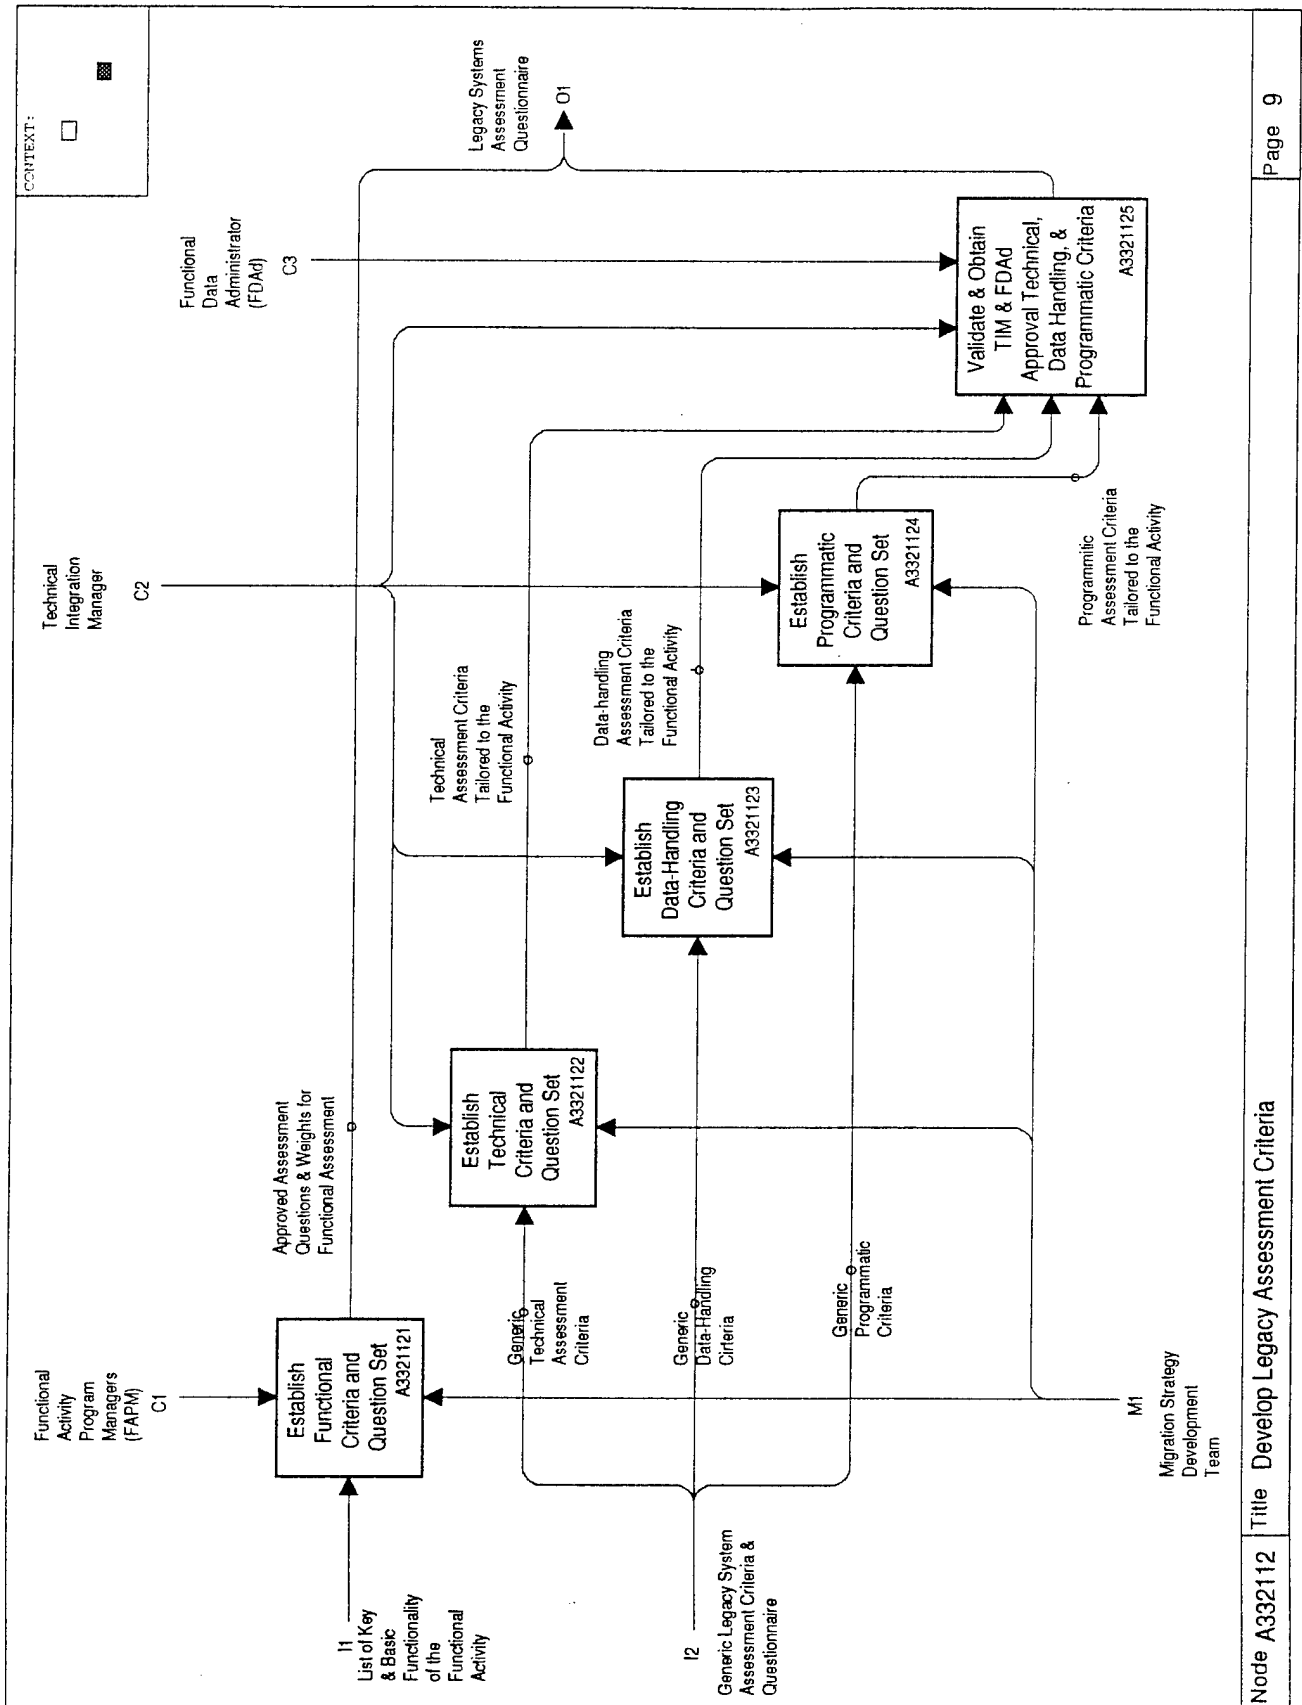 CONTEXT:
Functional
Activity
Program
Managers
(FAPM)
C1
Technical
Integration
Manager
C2
Functional
Data
Administrator
(FDAd)
C3
I1
List of Key
& Basic
Functionality
of the
Functional
Activity
Establish
Functional
Criteria and
Question Set
A3321121
Approved Assessment
Questions & Weights for
Functional Assessment
Legacy Systems
Assessment
Questionnaire
O1
Establish
Technical
Criteria and
Question Set
A3321122
Technical
Assessment Criteria
Tailored to the
Functional Activity
Generic
Technical
Assessment
Criteria
Establish
Data-Handling
Criteria and
Question Set
A3321123
Data-handling
Assessment Criteria
Tailored to the
Functional Activity
Generic
Data-Handling
Cirteria
I2
Generic Legacy System
Assessment Criteria &
Questionnaire
Establish
Programmatic
Criteria and
Question Set
A3321124
Generic
Programmatic
Criteria
Programmitic
Assessment Criteria
Tailored to the
Functional Activity
Validate & Obtain
TIM & FDAd
Approval Technical,
Data Handling, &
Programmatic Criteria
A3321125
M1
Migration Strategy
Development
Team
Node A332112
Title Develop Legacy Assessment Criteria
Page 9